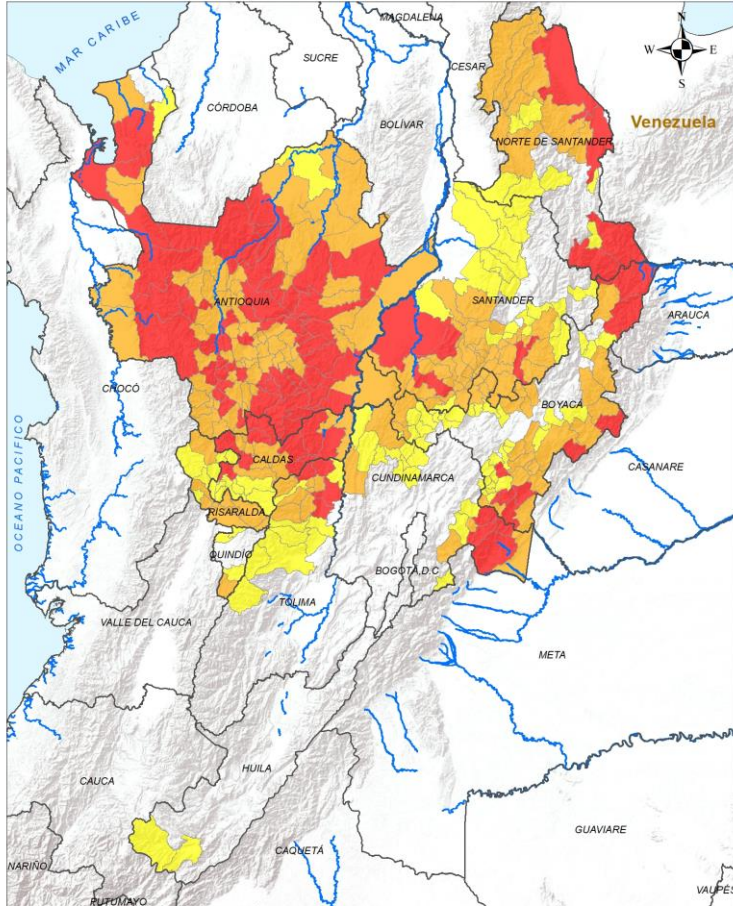 MAGDALENA
N
MAR CARIBE
W
E
SUCRE
CESAR
S
CÓRDOBA
BOLÍVAR
Venezuela
NORTE DE SANTANDER
ANTIOQUIA
SANTANDER
ARAUCA
CHOCÓ
BOYACÁ
OCEANO PACIFICO
CALDAS
CUNDINAMARCA
CASANARE
RISARALDA
QUINDÍO
BOGOTÁ, D.C
TOLIMA
VALLE DEL CAUCA
META
HUILA
CAUCA
GUAVIARE
CAQUETÁ
NARIÑO
PUTUMAYO
VAUPÉS